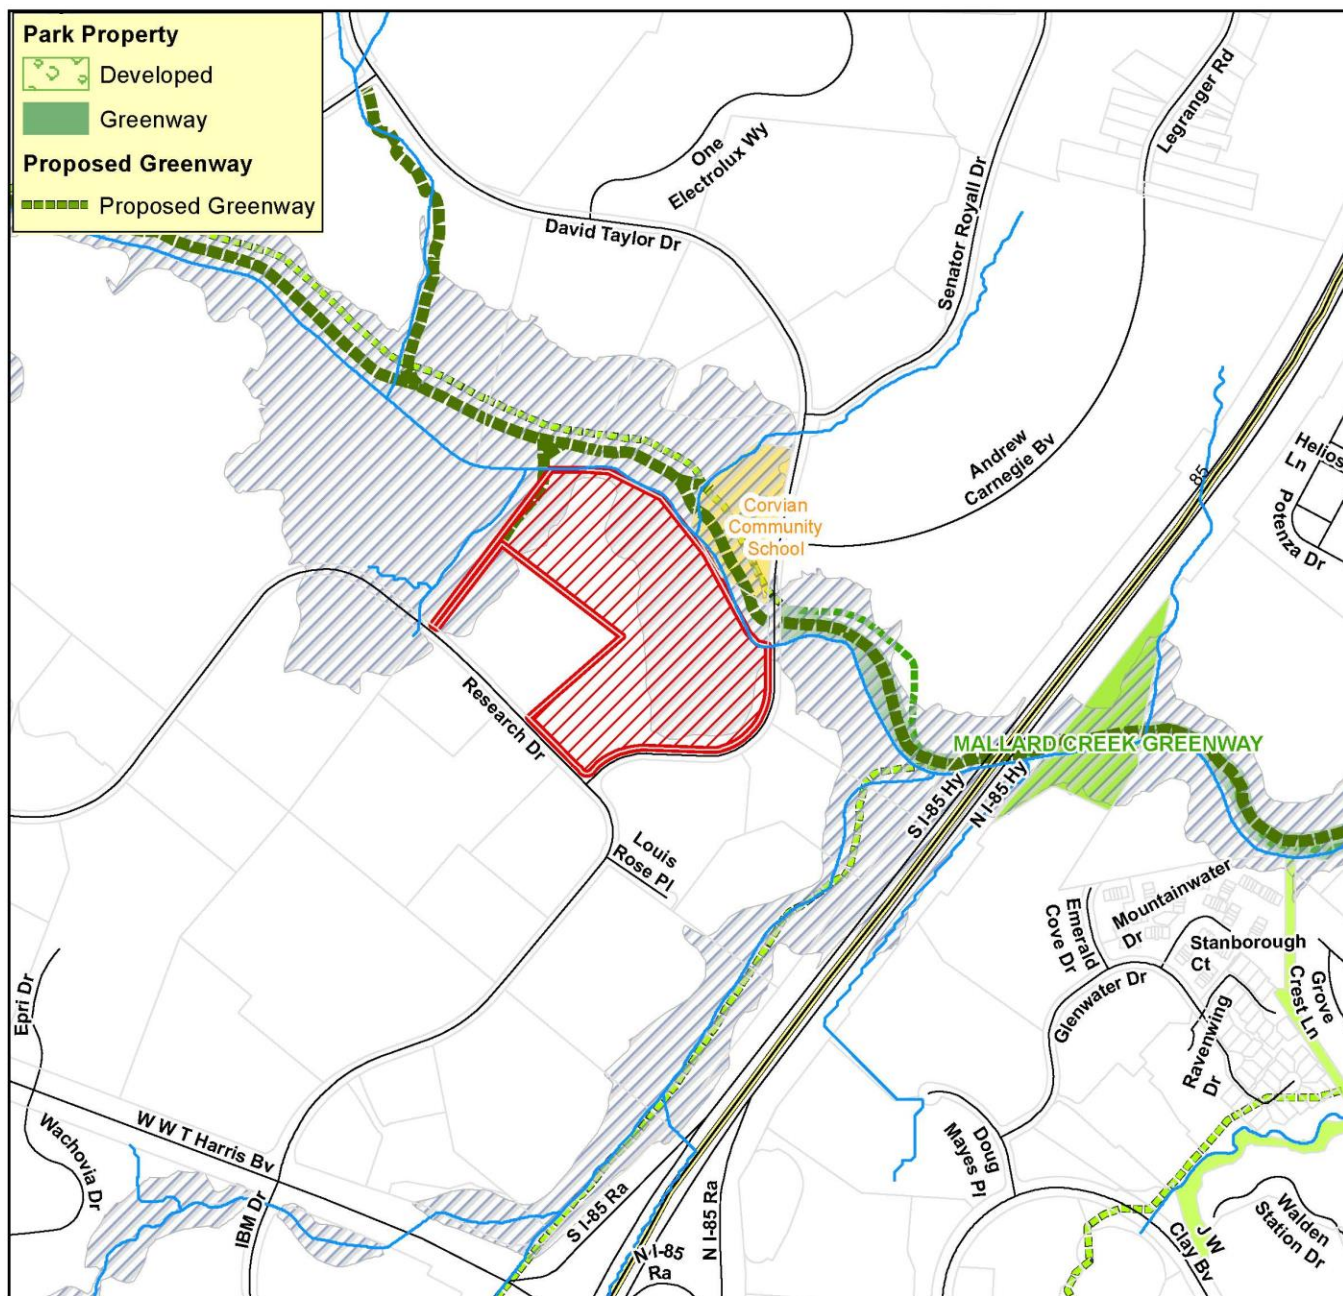 Park Property
Developed
Greenway
Proposed Greenway
Proposed Greenway
One
Electrolux Wy
Legranger Rd
David Taylor Dr
Senator Royall Dr
Andrew
Carnegie Bv
85
Helios
Ln
Potenza Dr
Corvian
Community
School
Research Dr
MALLARD CREEK GREENWAY
S I-85 Hy
N I-85 Hy
Louis
Rose Pl
Mountainwater
Dr
Emerald
Cove Dr
Stanborough
Ct
Grove
Crest Ln
Glenwater Dr
Ravenwing
Dr
Epri Dr
Wachovia Dr
W W T Harris Bv
IBM Dr
S I-85 Ra
N I-85
Ra
N I-85 Ra
Doug
Mayes Pl
J W
Clay Bv
Walden
Station Dr